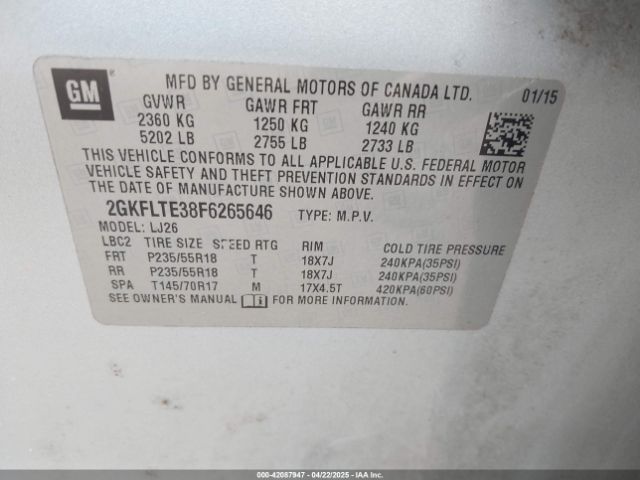 GM
MFD BY GENERAL MOTORS OF CANADA LTD. 01/15
GVWR GAWR FRT GAWR RR
2360 KG 1250 KG 1240 KG
5202 LB 2755 LB 2733 LB
THIS VEHICLE CONFORMS TO ALL APPLICABLE U.S. FEDERAL MOTOR
VEHICLE SAFETY AND THEFT PREVENTION STANDARDS IN EFFECT ON
THE DATE OF MANUFACTURE SHOWN ABOVE.
2GKFLTE38F6265646 TYPE: M.P.V.
MODEL: LJ26
LBC2 TIRE SIZE SPEED RTG RIM COLD TIRE PRESSURE
FRT P235/55R18 T 18X7J 240KPA(35PSI)
RR P235/55R18 T 18X7J 240KPA(35PSI)
SPA T145/70R17 M 17X4.5T 420KPA(60PSI)
SEE OWNER'S MANUAL FOR MORE INFORMATION.
000-42087947 - 04/22/2025 - IAAI Inc.